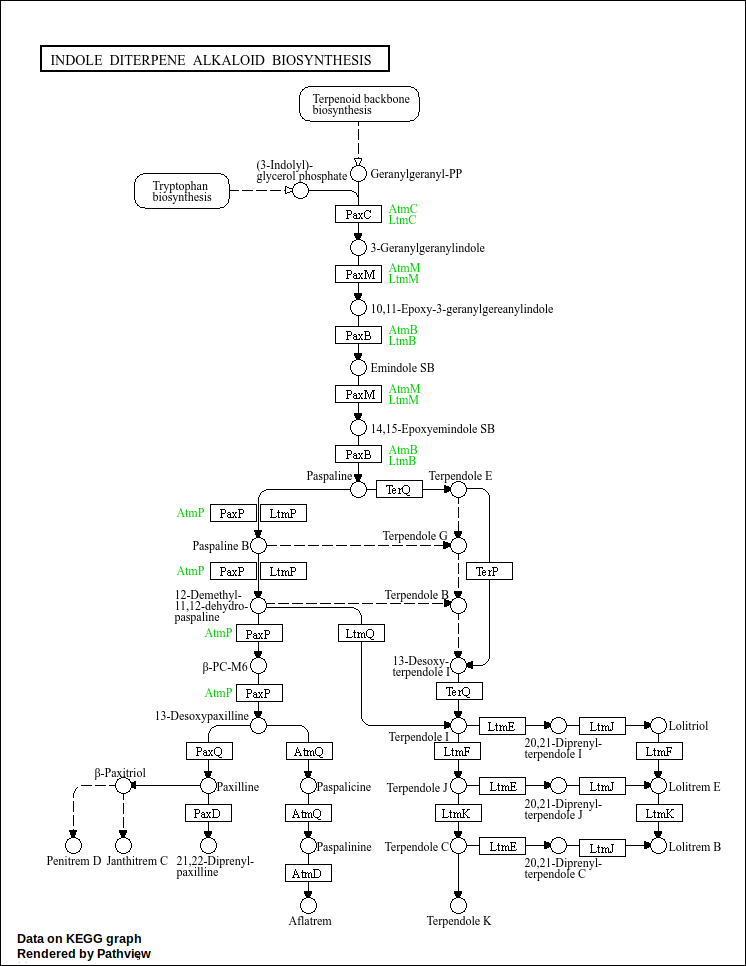 INDOLE DITERPENE ALKALOID BIOSYNTHESIS
Terpenoid backbone
biosynthesis
(3-Indolyl)-
glycerol phosphate
Geranylgeranyl-PP
Tryptophan
biosynthesis
PaxC
AtmC
LtmC
3-Geranylgeranylindole
PaxM
AtmM
LtmM
10,11-Epoxy-3-geranylgereanylindole
PaxB
AtmB
LtmB
Emindole SB
PaxM
AtmM
LtmM
14,15-Epoxyemindole SB
PaxB
AtmB
LtmB
Paspaline
TerQ
Terpendole E
AtmP
PaxP
LtmP
Paspaline B
Terpendole G
AtmP
PaxP
LtmP
TerP
12-Demethyl-
11,12-dehydro-
paspaline
Terpendole B
AtmP
PaxP
LtmQ
β-PC-M6
13-Desoxy-
terpendole I
AtmP
PaxP
TerQ
13-Desoxypaxilline
Terpendole I
LtmE
20,21-Diprenyl-
terpendole I
LtmJ
Lolitriol
PaxQ
AtmQ
LtmF
LtmF
β-Paxitriol
Paxilline
Paspalicine
Terpendole J
LtmE
20,21-Diprenyl-
terpendole J
LtmJ
Lolitrem E
PaxD
AtmQ
LtmK
LtmK
Penitrem D
Janthitrem C
21,22-Diprenyl-
paxilline
Paspalinine
Terpendole C
LtmE
20,21-Diprenyl-
terpendole C
LtmJ
Lolitrem B
AtmD
Aflatrem
Terpendole K
Data on KEGG graph
Rendered by Pathview